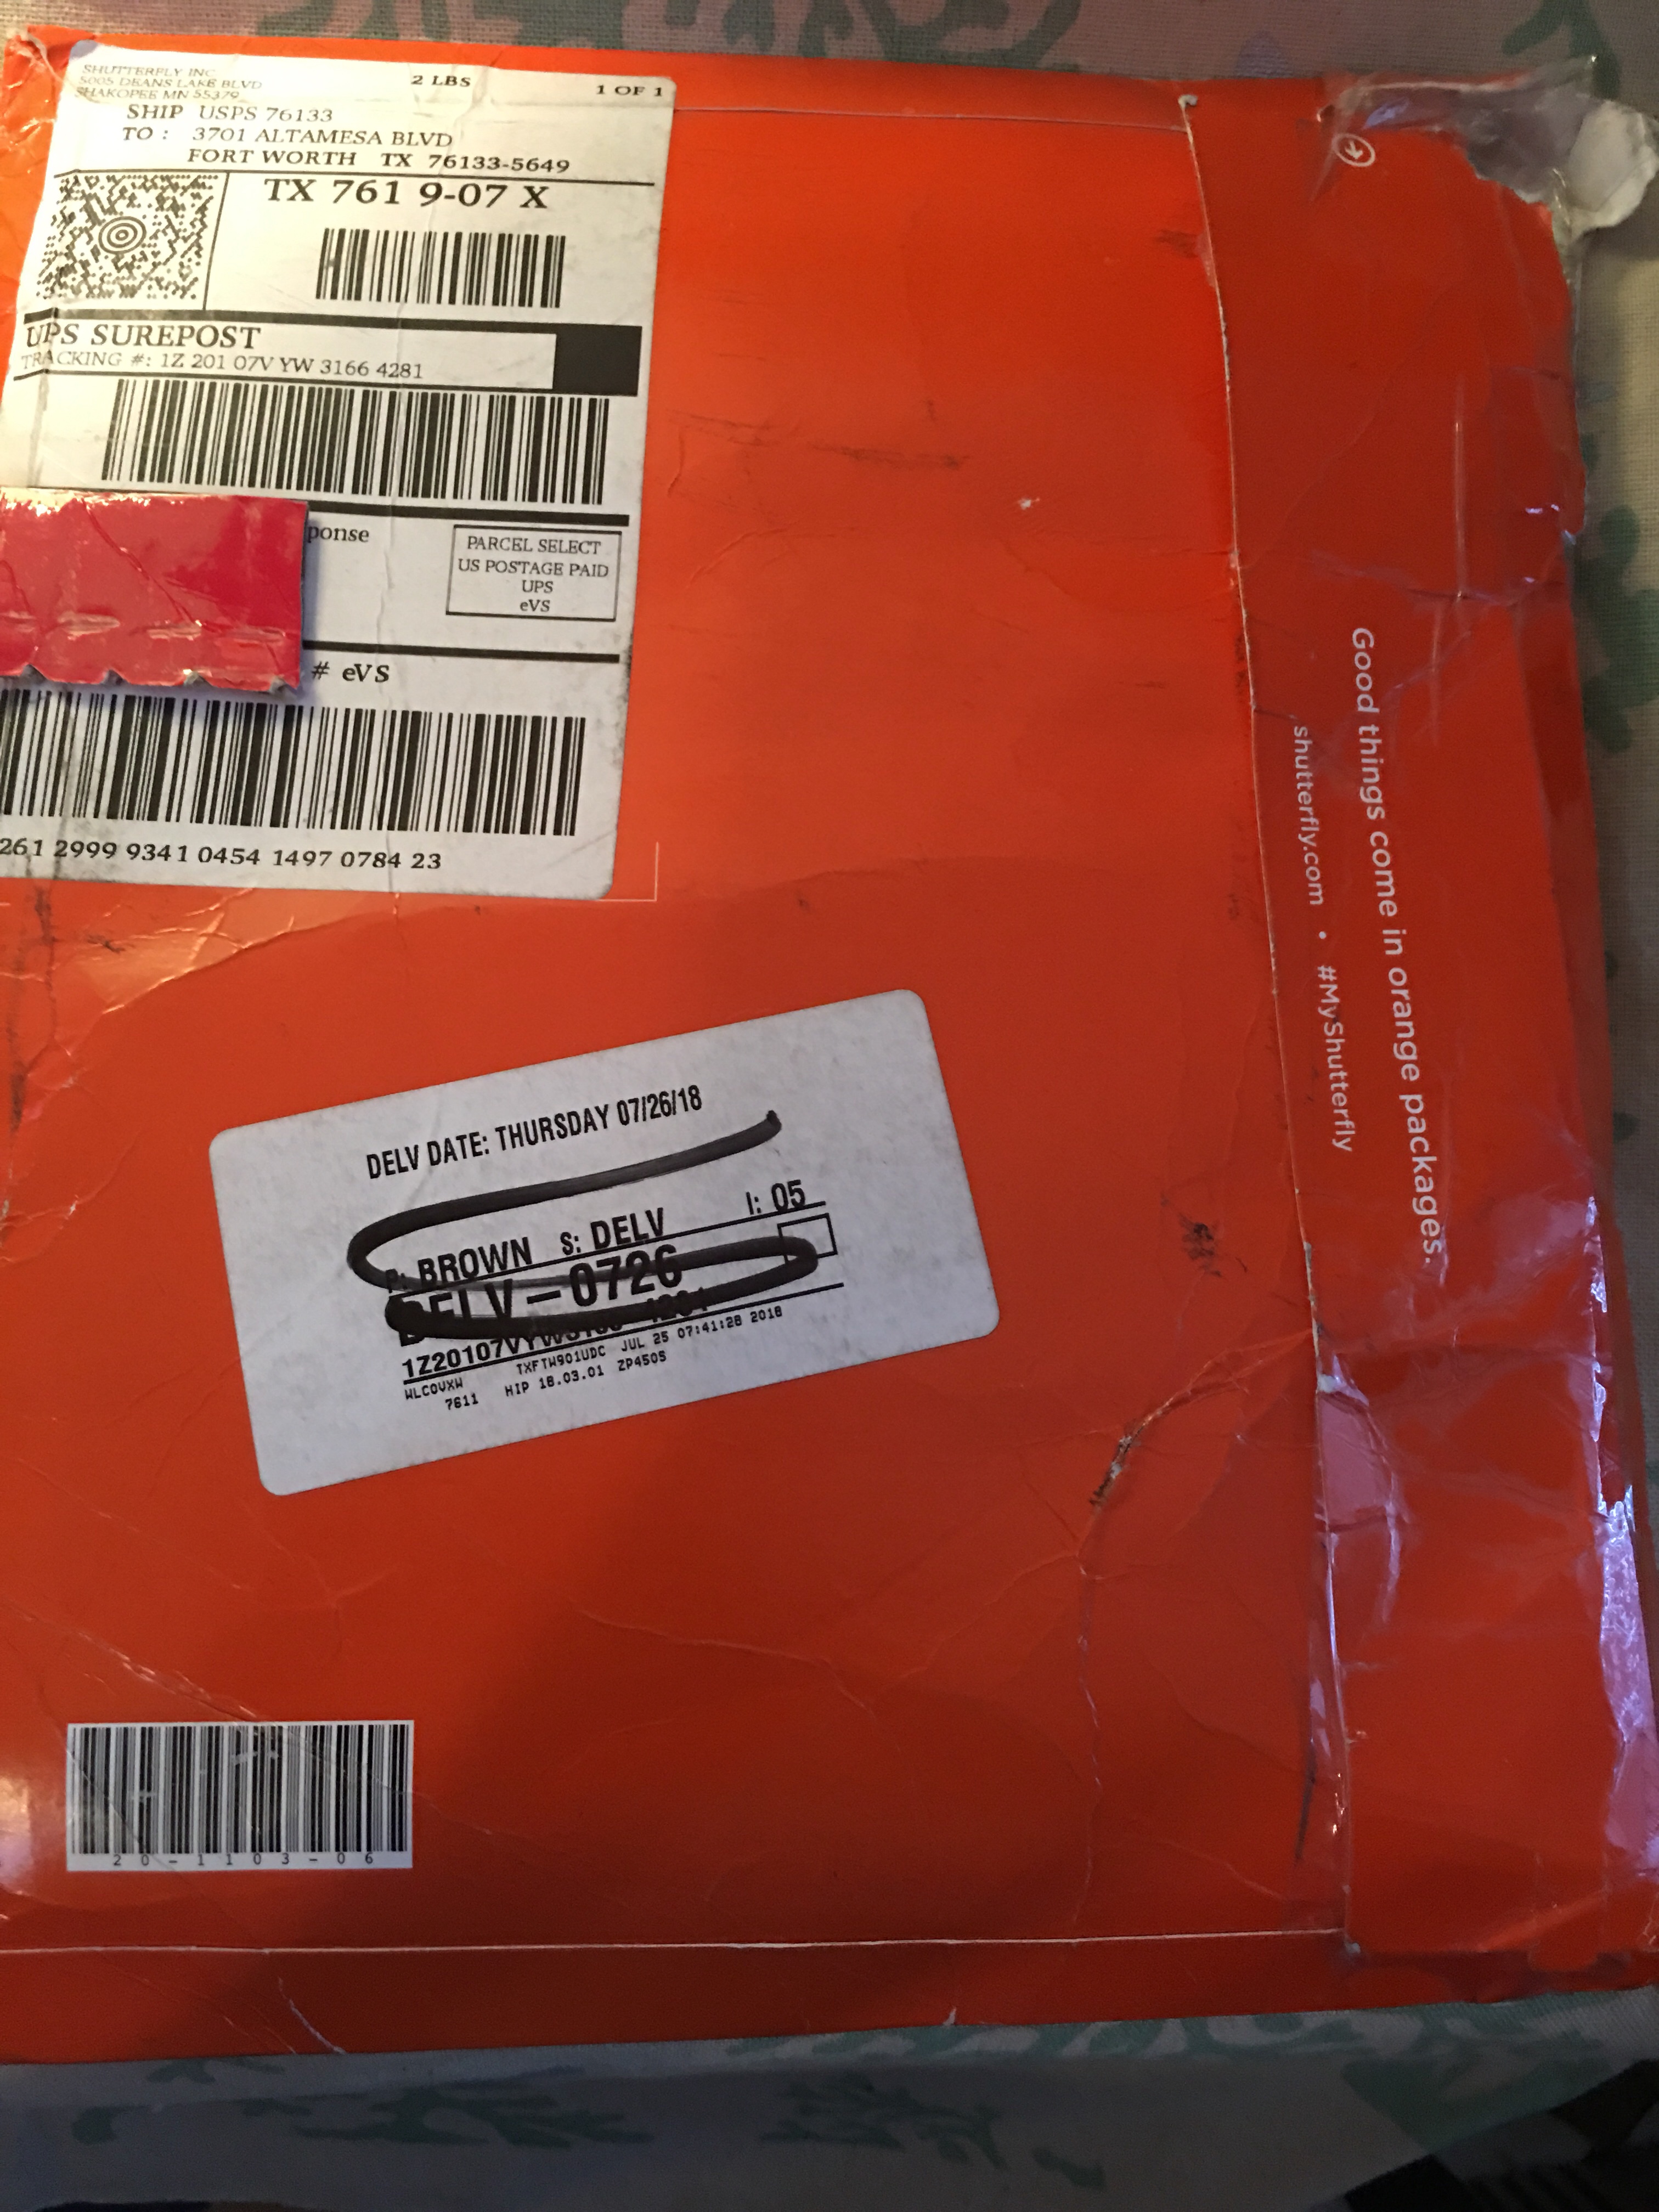 SHUTTERFLY INC
5005 DEANS LAKE BLVD
SHAKOPEE MN 55379
2 LBS
1 OF 1
SHIP USPS 76133
TO : 3701 ALTAMESA BLVD
FORT WORTH TX 76133-5649
TX 761 9-07 X
UPS SUREPOST
TRACKING #: 1Z 201 07V YW 3166 4281
ponse
PARCEL SELECT
US POSTAGE PAID
UPS
eVS
# eVS
261 2999 9341 0454 1497 0784 23
Good things come in orange packages.
shutterfly.com • #MyShutterfly
DELV DATE: THURSDAY 07/26/18
P: BROWN S: DELV I: 05
DELV-0726
WLCOVXW TXFTW901UDC JUL 25 07:41:28 2018
7611 HIP 18.03.01 ZP450S
20-1103-06